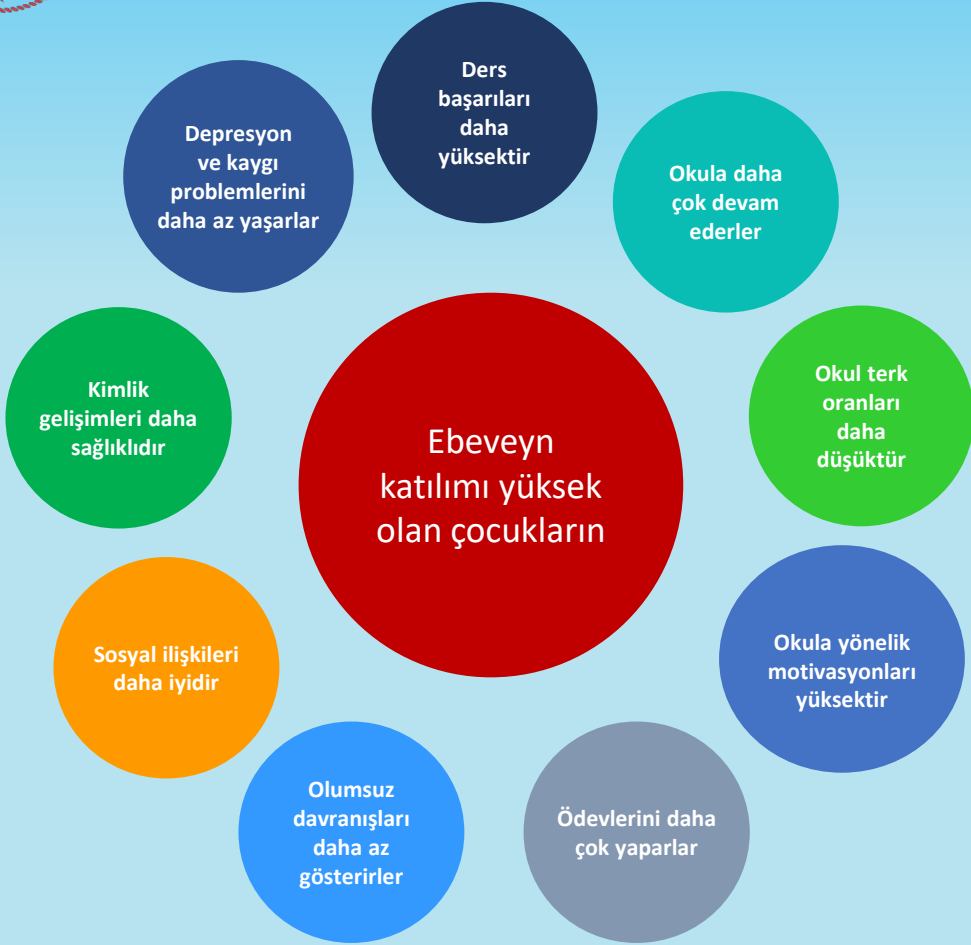 Ders
başarıları
daha
yüksektir
Depresyon
ve kaygı
problemlerini
daha az yaşarlar
Okula daha
çok devam
ederler
Kimlik
gelişimleri daha
sağlıklıdır
Okul terk
oranları
daha
düşüktür
Ebeveyn
katılımı yüksek
olan çocukların
Sosyal ilişkileri
daha iyidir
Okula yönelik
motivasyonları
yüksektir
Olumsuz
davranışları
daha az
gösterirler
Ödevlerini daha
çok yaparlar